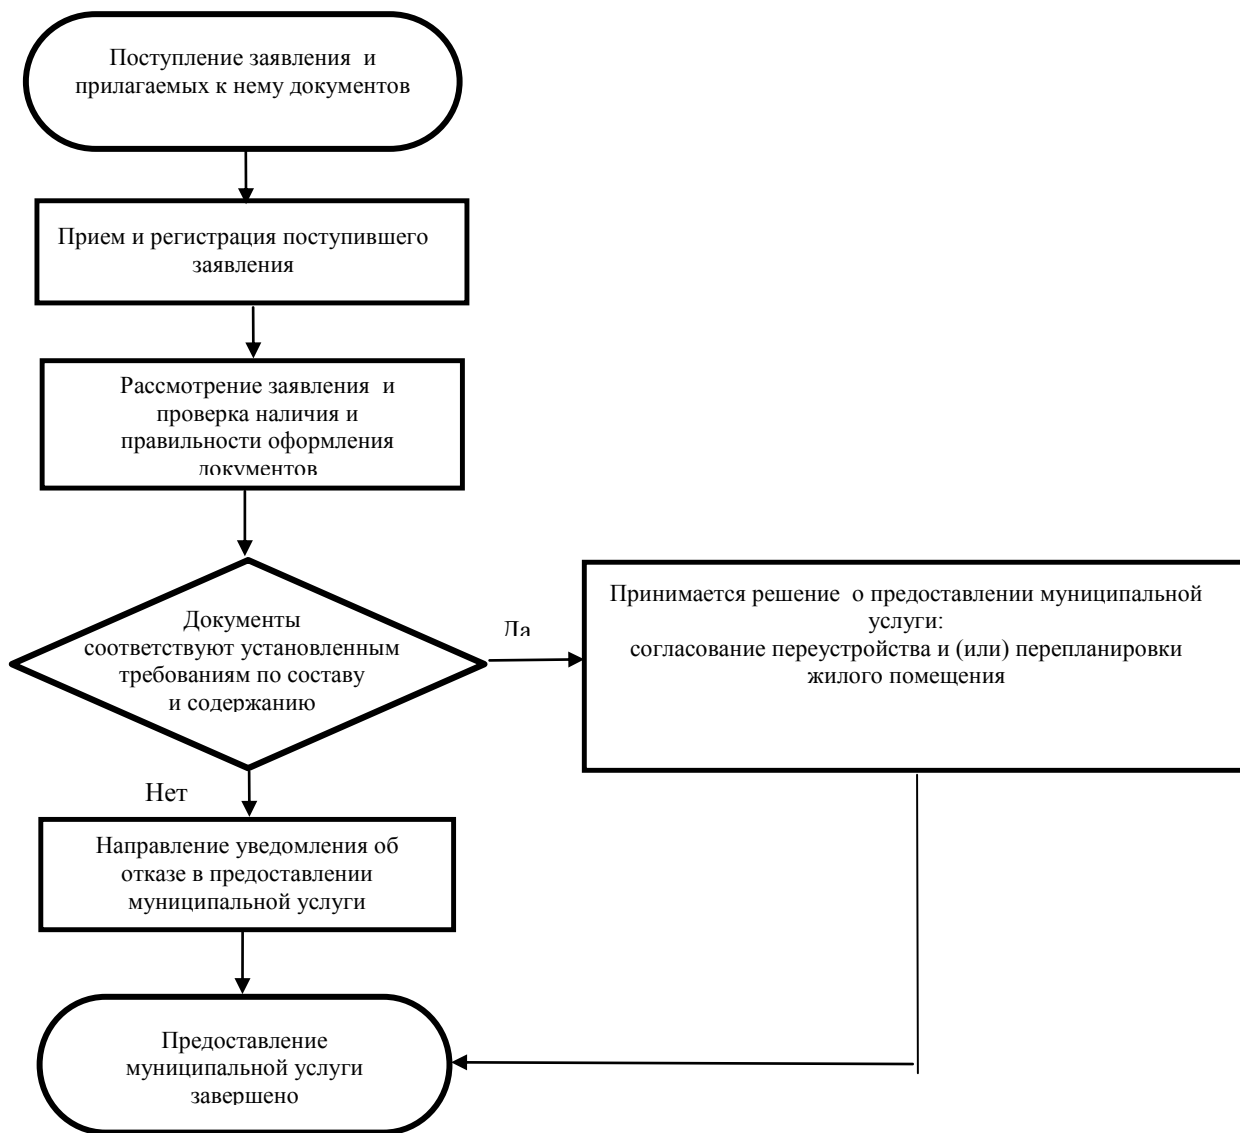 Поступление заявления и
прилагаемых к нему документов
Прием и регистрация поступившего
заявления
Рассмотрение заявления и
проверка наличия и
правильности оформления
документов
Документы
соответствуют установленным
требованиям по составу
и содержанию
Да
Принимается решение о предоставлении муниципальной
услуги:
согласование переустройства и (или) перепланировки
жилого помещения
Нет
Направление уведомления об
отказе в предоставлении
муниципальной услуги
Предоставление
муниципальной услуги
завершено